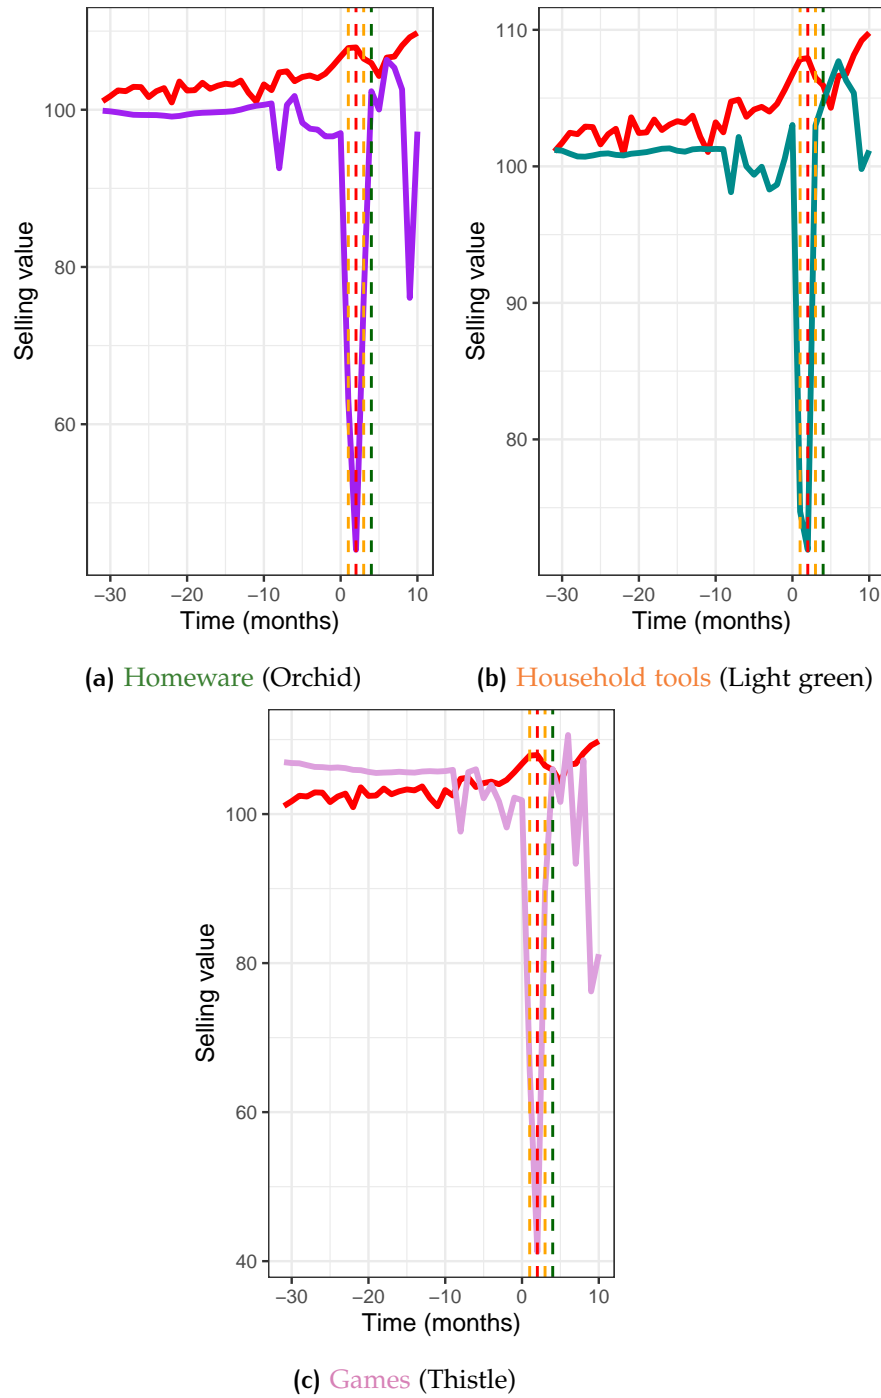 100
80
60
Selling value
−30
−20
−10
0
10
Time (months)
(a) Homeware (Orchid)
110
100
90
80
Selling value
−30
−20
−10
0
10
Time (months)
(b) Household tools (Light green)
100
80
60
40
Selling value
−30
−20
−10
0
10
Time (months)
(c) Games (Thistle)